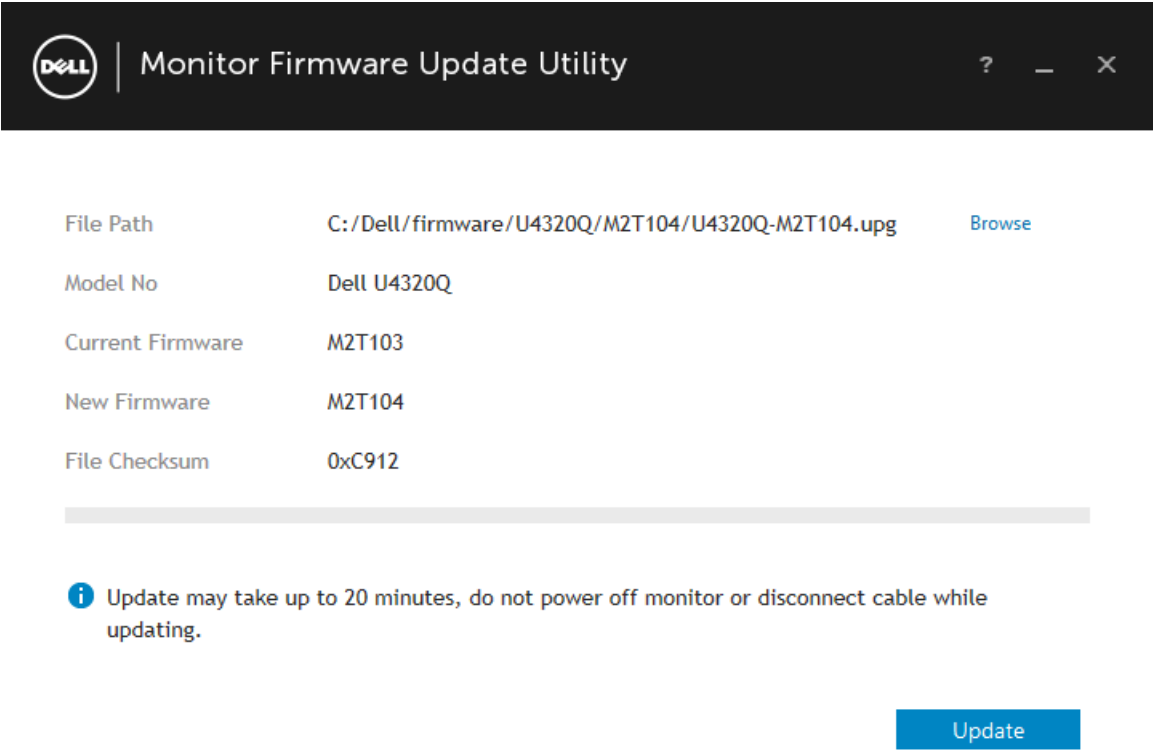 DELL Monitor Firmware Update Utility ? _ ×
File Path C:/Dell/firmware/U4320Q/M2T104/U4320Q-M2T104.upg Browse
Model No Dell U4320Q
Current Firmware M2T103
New Firmware M2T104
File Checksum 0xC912
i Update may take up to 20 minutes, do not power off monitor or disconnect cable while
updating.
Update